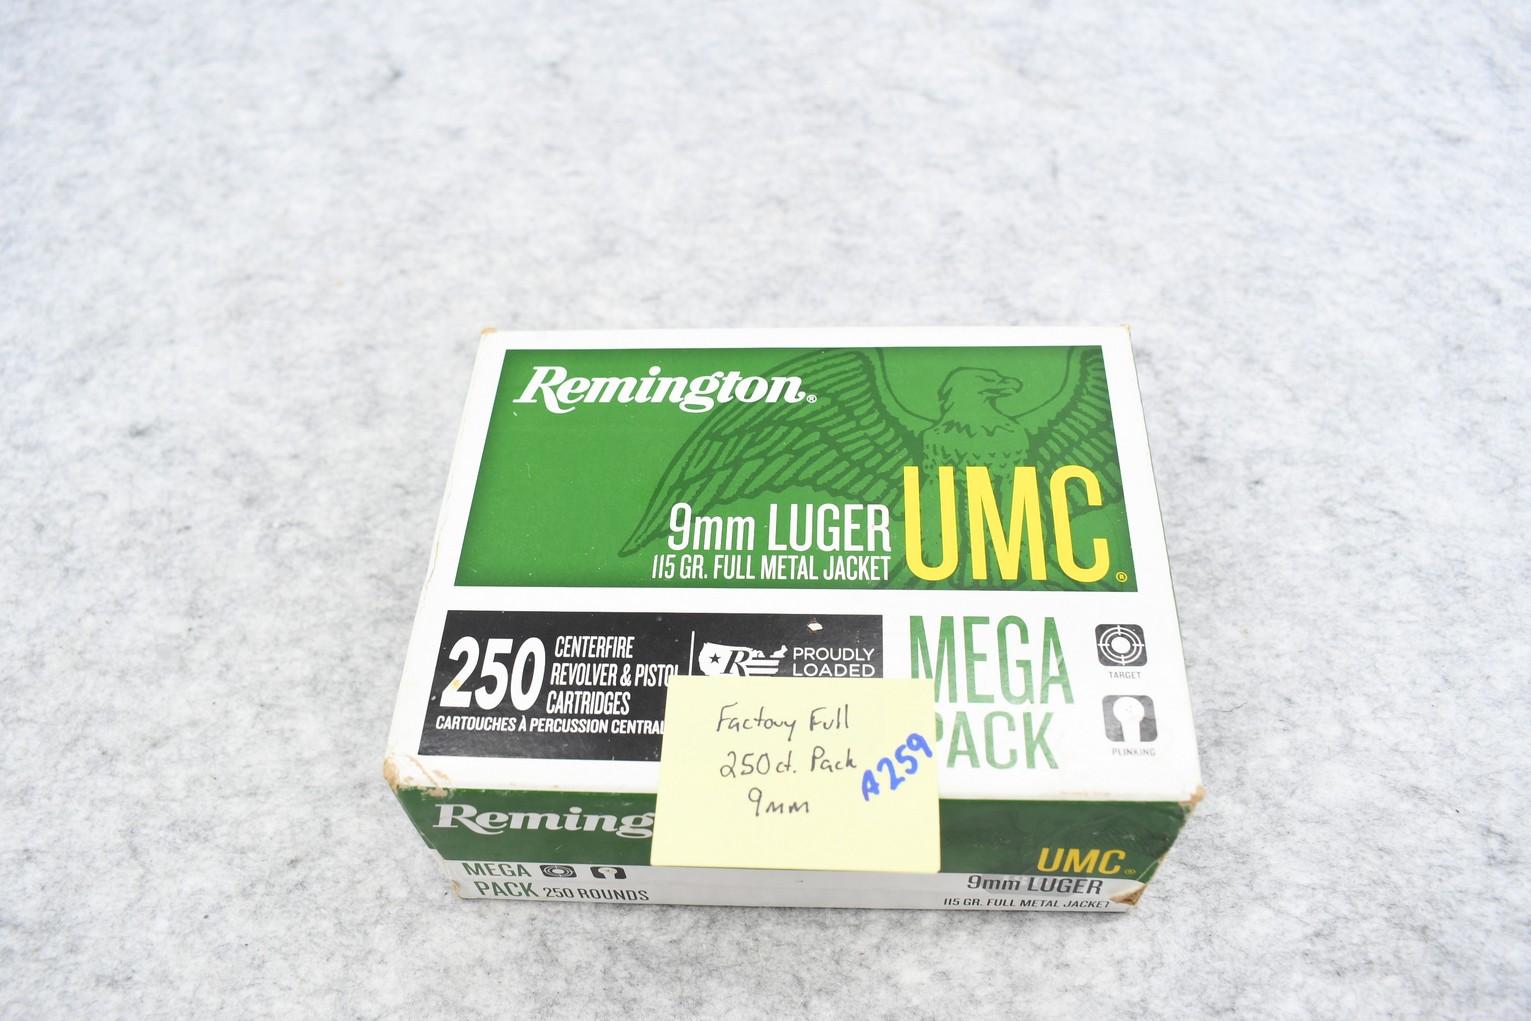 Remington®
9mm LUGER
115 GR. FULL METAL JACKET
UMC®
250
CENTERFIRE
REVOLVER & PISTOL
CARTRIDGES
CARTOUCHES À PERCUSSION CENTRAL
R
PROUDLY
LOADED
MEGA
PACK
TARGET
PLINKING
Factory Full
250 ct. Pack
9mm
A259
Reming
MEGA
PACK 250 ROUNDS
UMC®
9mm LUGER
115 GR. FULL METAL JACKET